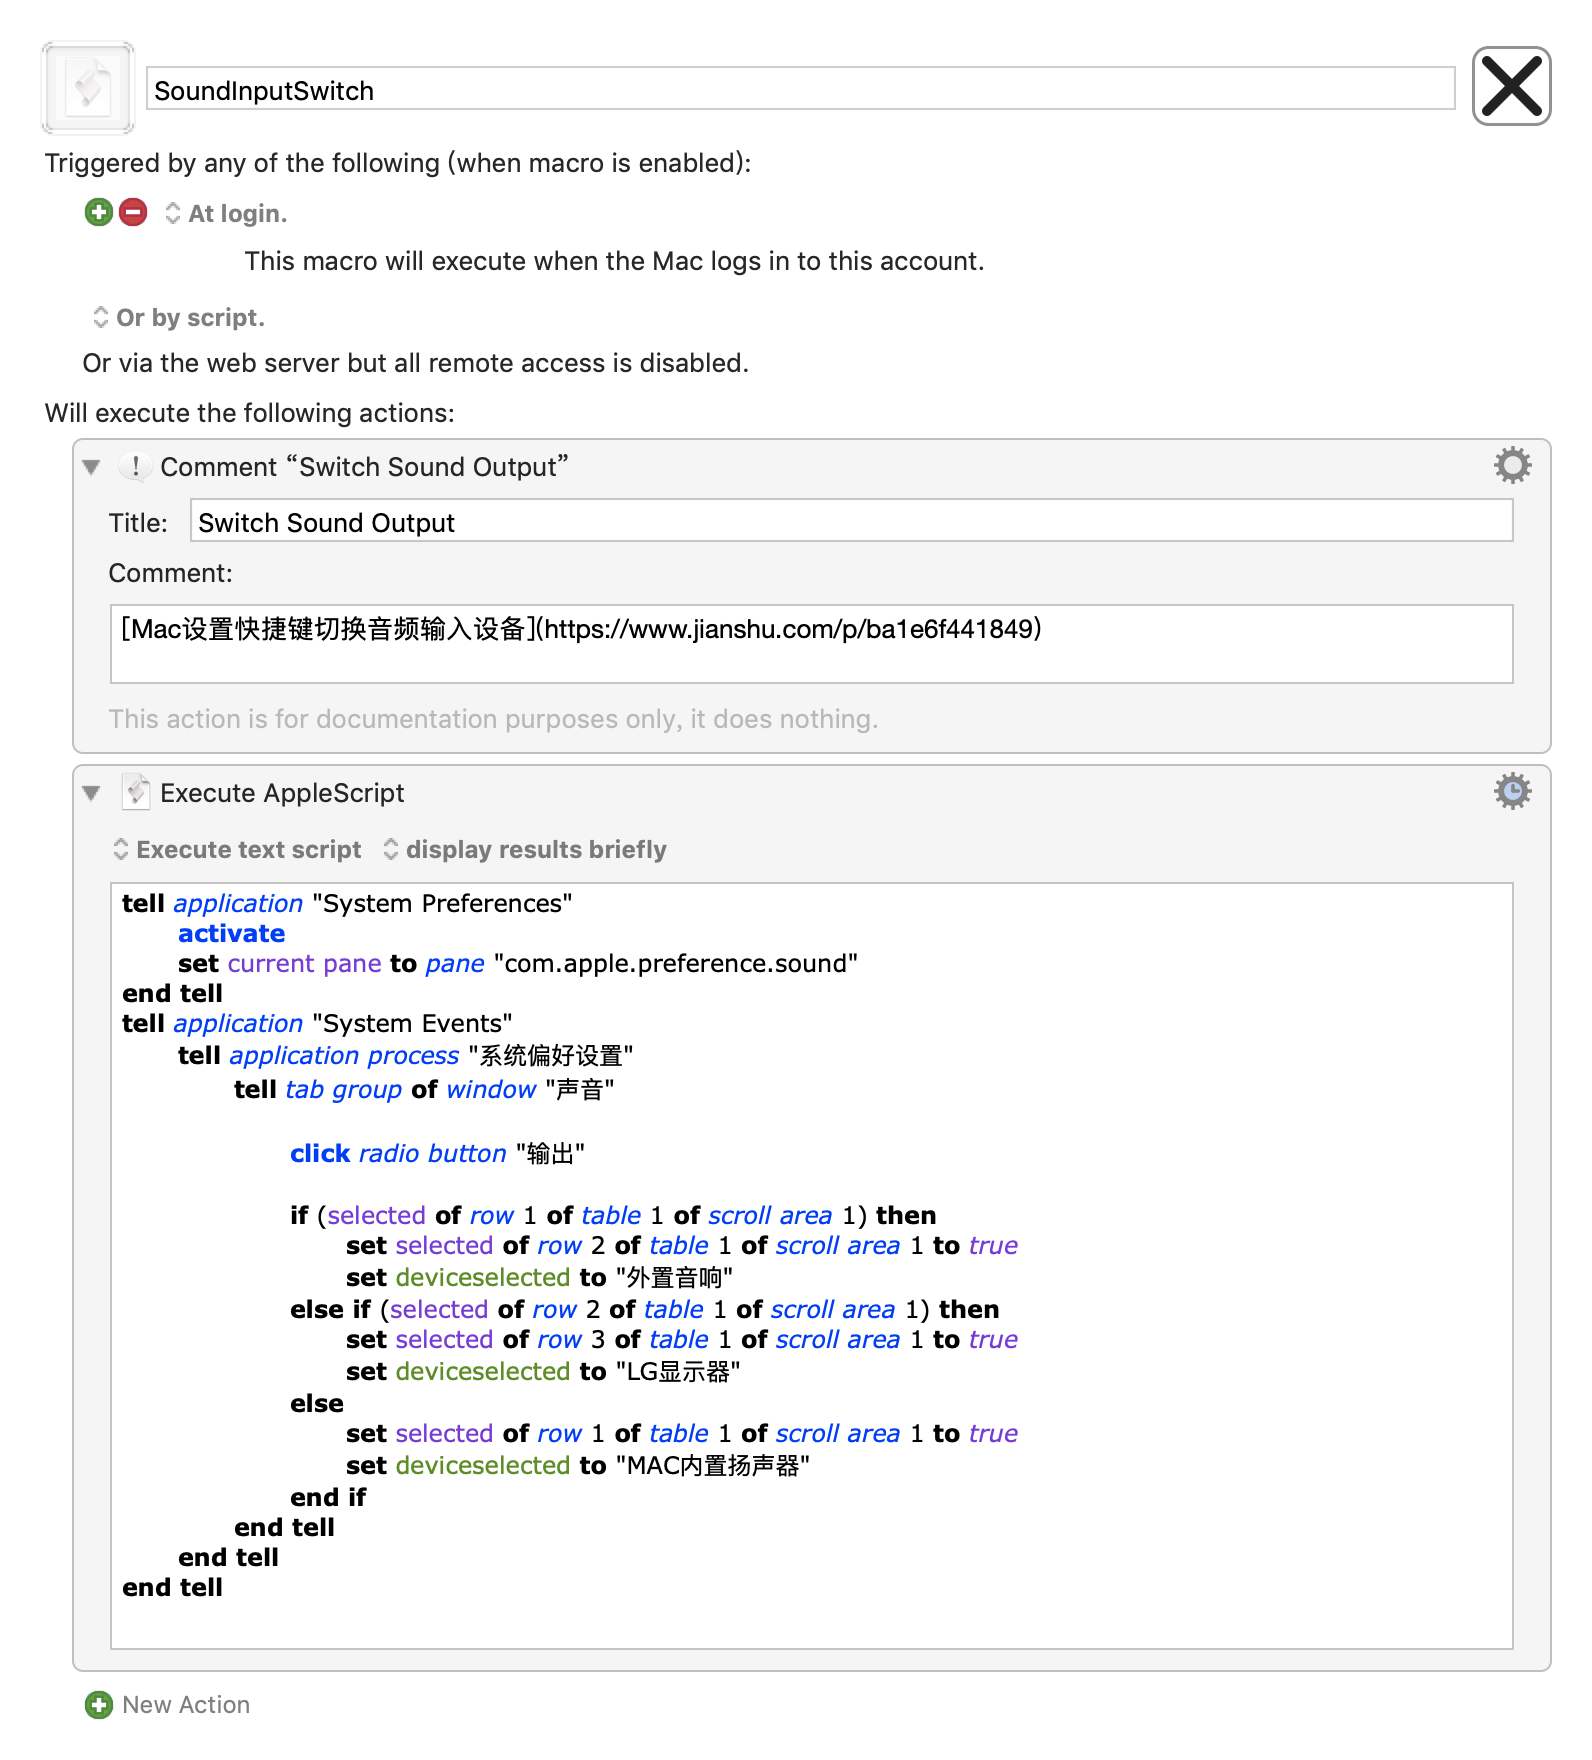 SoundInputSwitch
Triggered by any of the following (when macro is enabled):
At login.
This macro will execute when the Mac logs in to this account.
Or by script.
Or via the web server but all remote access is disabled.
Will execute the following actions:
Comment “Switch Sound Output”
Title: Switch Sound Output
Comment:
[Mac设置快捷键切换音频输入设备](https://www.jianshu.com/p/ba1e6f441849)
This action is for documentation purposes only, it does nothing.
Execute AppleScript
Execute text script display results briefly
tell application "System Preferences"
activate
set current pane to pane "com.apple.preference.sound"
end tell
tell application "System Events"
tell application process "系统偏好设置"
tell tab group of window "声音"
click radio button "输出"
if (selected of row 1 of table 1 of scroll area 1) then
set selected of row 2 of table 1 of scroll area 1 to true
set deviceselected to "外置音响"
else if (selected of row 2 of table 1 of scroll area 1) then
set selected of row 3 of table 1 of scroll area 1 to true
set deviceselected to "LG显示器"
else
set selected of row 1 of table 1 of scroll area 1 to true
set deviceselected to "MAC内置扬声器"
end if
end tell
end tell
end tell
New Action